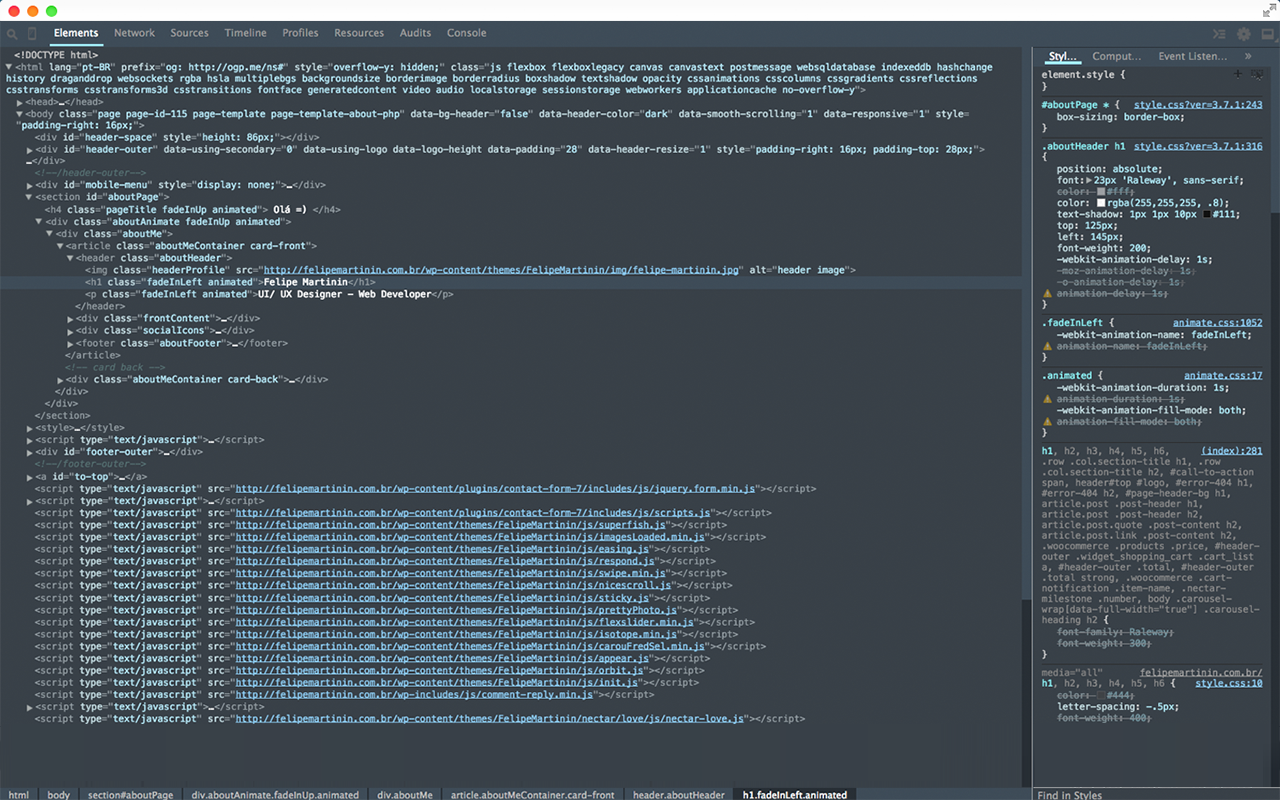 Elements Network Sources Timeline Profiles Resources Audits Console
<!DOCTYPE html>
▼<html lang="pt-BR" prefix="og: http://ogp.me/ns#" style="overflow-y: hidden;" class="js flexbox flexboxlegacy canvas canvastext postmessage websqldatabase indexeddb hashchange
history draganddrop websockets rgba hsla multiplebgs backgroundsize borderimage borderradius boxshadow textshadow opacity cssanimations csscolumns cssgradients cssreflections
csstransforms csstransforms3d csstransitions fontface generatedcontent video audio localstorage sessionstorage webworkers applicationcache no-overflow-y">
▶<head>…</head>
▼<body class="page page-id-115 page-template page-template-about-php" data-bg-header="false" data-header-color="dark" data-smooth-scrolling="1" data-responsive="1" style=
"padding-right: 16px;">
<div id="header-space" style="height: 86px;"></div>
▶<div id="header-outer" data-using-secondary="0" data-using-logo data-logo-height data-padding="28" data-header-resize="1" style="padding-right: 16px; padding-top: 28px;">
…</div>
<!--/header-outer-->
▶<div id="mobile-menu" style="display: none;">…</div>
▼<section id="aboutPage">
<h4 class="pageTitle fadeInUp animated"> Olá =) </h4>
▼<div class="aboutAnimate fadeInUp animated">
▼<div class="aboutMe">
▼<article class="aboutMeContainer card-front">
▼<header class="aboutHeader">
<img class="headerProfile" src="http://felipemartinin.com.br/wp-content/themes/FelipeMartinin/img/felipe-martinin.jpg" alt="header image">
<h1 class="fadeInLeft animated">Felipe Martinin</h1>
<p class="fadeInLeft animated">UI/ UX Designer - Web Developer</p>
</header>
▶<div class="frontContent">…</div>
▶<div class="socialIcons">…</div>
▶<footer class="aboutFooter">…</footer>
</article>
<!-- card back -->
▶<div class="aboutMeContainer card-back">…</div>
</div>
</div>
</section>
▶<style>…</style>
▶<script type="text/javascript">…</script>
▶<div id="footer-outer">…</div>
<!--/footer-outer-->
▶<a id="to-top">…</a>
<script type="text/javascript" src="http://felipemartinin.com.br/wp-content/plugins/contact-form-7/includes/js/jquery.form.min.js"></script>
▶<script type="text/javascript">…</script>
<script type="text/javascript" src="http://felipemartinin.com.br/wp-content/plugins/contact-form-7/includes/js/scripts.js"></script>
<script type="text/javascript" src="http://felipemartinin.com.br/wp-content/themes/FelipeMartinin/js/superfish.js"></script>
<script type="text/javascript" src="http://felipemartinin.com.br/wp-content/themes/FelipeMartinin/js/imagesLoaded.min.js"></script>
<script type="text/javascript" src="http://felipemartinin.com.br/wp-content/themes/FelipeMartinin/js/easing.js"></script>
<script type="text/javascript" src="http://felipemartinin.com.br/wp-content/themes/FelipeMartinin/js/respond.js"></script>
<script type="text/javascript" src="http://felipemartinin.com.br/wp-content/themes/FelipeMartinin/js/swipe.min.js"></script>
<script type="text/javascript" src="http://felipemartinin.com.br/wp-content/themes/FelipeMartinin/js/nicescroll.js"></script>
<script type="text/javascript" src="http://felipemartinin.com.br/wp-content/themes/FelipeMartinin/js/sticky.js"></script>
<script type="text/javascript" src="http://felipemartinin.com.br/wp-content/themes/FelipeMartinin/js/prettyPhoto.js"></script>
<script type="text/javascript" src="http://felipemartinin.com.br/wp-content/themes/FelipeMartinin/js/flexslider.min.js"></script>
<script type="text/javascript" src="http://felipemartinin.com.br/wp-content/themes/FelipeMartinin/js/isotope.min.js"></script>
<script type="text/javascript" src="http://felipemartinin.com.br/wp-content/themes/FelipeMartinin/js/carouFredSel.min.js"></script>
<script type="text/javascript" src="http://felipemartinin.com.br/wp-content/themes/FelipeMartinin/js/appear.js"></script>
<script type="text/javascript" src="http://felipemartinin.com.br/wp-content/themes/FelipeMartinin/js/orbit.js"></script>
<script type="text/javascript" src="http://felipemartinin.com.br/wp-content/themes/FelipeMartinin/js/init.js"></script>
<script type="text/javascript" src="http://felipemartinin.com.br/wp-includes/js/comment-reply.min.js"></script>
▶<script type="text/javascript">…</script>
<script type="text/javascript" src="http://felipemartinin.com.br/wp-content/themes/FelipeMartinin/nectar/love/js/nectar-love.js"></script>
html body section#aboutPage div.aboutAnimate.fadeInUp.animated div.aboutMe article.aboutMeContainer.card-front header.aboutHeader h1.fadeInLeft.animated
Styl… Comput… Event Listen… »
element.style {
}
#aboutPage * { style.css?ver=3.7.1:243
box-sizing: border-box;
}
.aboutHeader h1 style.css?ver=3.7.1:316
{
position: absolute;
font:▶23px 'Raleway', sans-serif;
color: #fff;
color: rgba(255,255,255, .8);
text-shadow: 1px 1px 10px #111;
top: 125px;
left: 145px;
font-weight: 200;
-webkit-animation-delay: 1s;
-moz-animation-delay: 1s;
-o-animation-delay: 1s;
animation-delay: 1s;
}
.fadeInLeft { animate.css:1052
-webkit-animation-name: fadeInLeft;
animation-name: fadeInLeft;
}
.animated { animate.css:17
-webkit-animation-duration: 1s;
animation-duration: 1s;
-webkit-animation-fill-mode: both;
animation-fill-mode: both;
}
h1, h2, h3, h4, h5, h6, (index):281
.row .col.section-title h1, .row
.col.section-title h2, #call-to-action
span, header#top #logo, #error-404 h1,
#error-404 h2, #page-header-bg h1,
article.post .post-header h1,
article.post .post-header h2,
article.post.quote .post-content h2,
article.post.link .post-content h2,
.woocommerce .products .price, #header-
outer .widget_shopping_cart .cart_list
a, #header-outer .total, #header-outer
.total strong, .woocommerce .cart-
notification .item-name, .nectar-
milestone .number, body .carousel-
wrap[data-full-width="true"] .carousel-
heading h2 {
font-family: Raleway;
font-weight: 300;
}
media="all" felipemartinin.com.br/
h1, h2, h3, h4, h5, h6 { style.css:10
color: #444;
letter-spacing: -.5px;
font-weight: 400;
Find in Styles